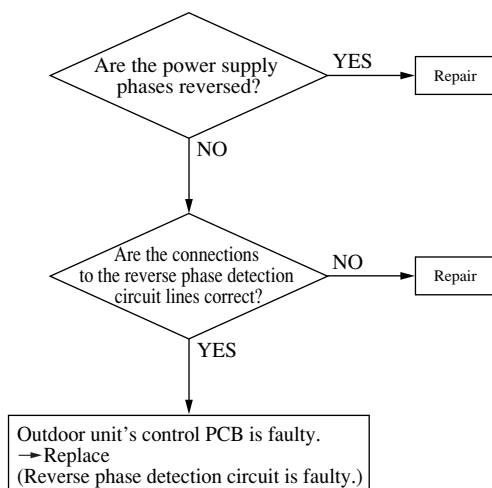 Are the power supply
phases reversed?
YES
Repair
NO
Are the connections
to the reverse phase detection
circuit lines correct?
NO
Repair
YES
Outdoor unit's control PCB is faulty.
→Replace
(Reverse phase detection circuit is faulty.)